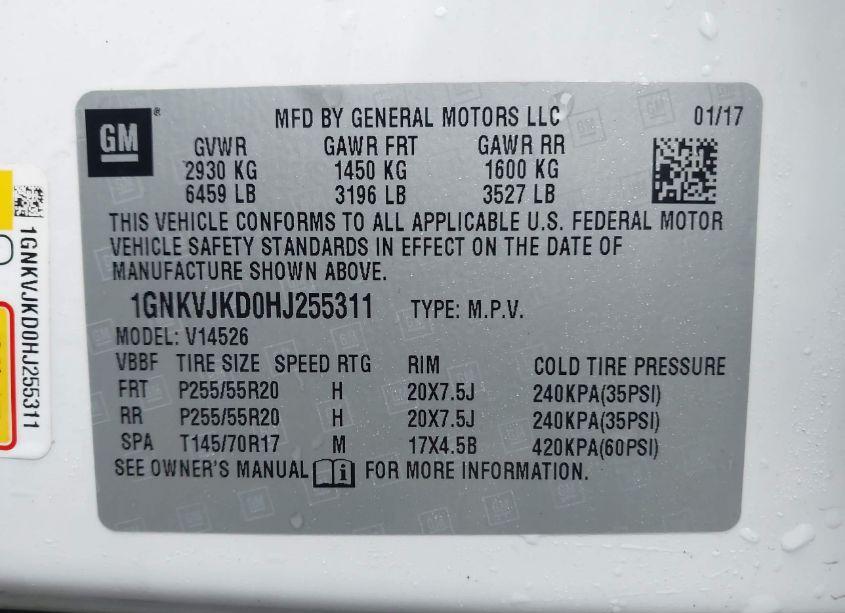 GM
MFD BY GENERAL MOTORS LLC 01/17
GVWR GAWR FRT GAWR RR
2930 KG 1450 KG 1600 KG
6459 LB 3196 LB 3527 LB
THIS VEHICLE CONFORMS TO ALL APPLICABLE U.S. FEDERAL MOTOR
VEHICLE SAFETY STANDARDS IN EFFECT ON THE DATE OF
MANUFACTURE SHOWN ABOVE.
1GNKVJKD0HJ255311 TYPE: M.P.V.
MODEL: V14526
VBBF TIRE SIZE SPEED RTG RIM COLD TIRE PRESSURE
FRT P255/55R20 H 20X7.5J 240KPA(35PSI)
RR P255/55R20 H 20X7.5J 240KPA(35PSI)
SPA T145/70R17 M 17X4.5B 420KPA(60PSI)
SEE OWNER'S MANUAL i FOR MORE INFORMATION.
1GNKVJKD0HJ255311